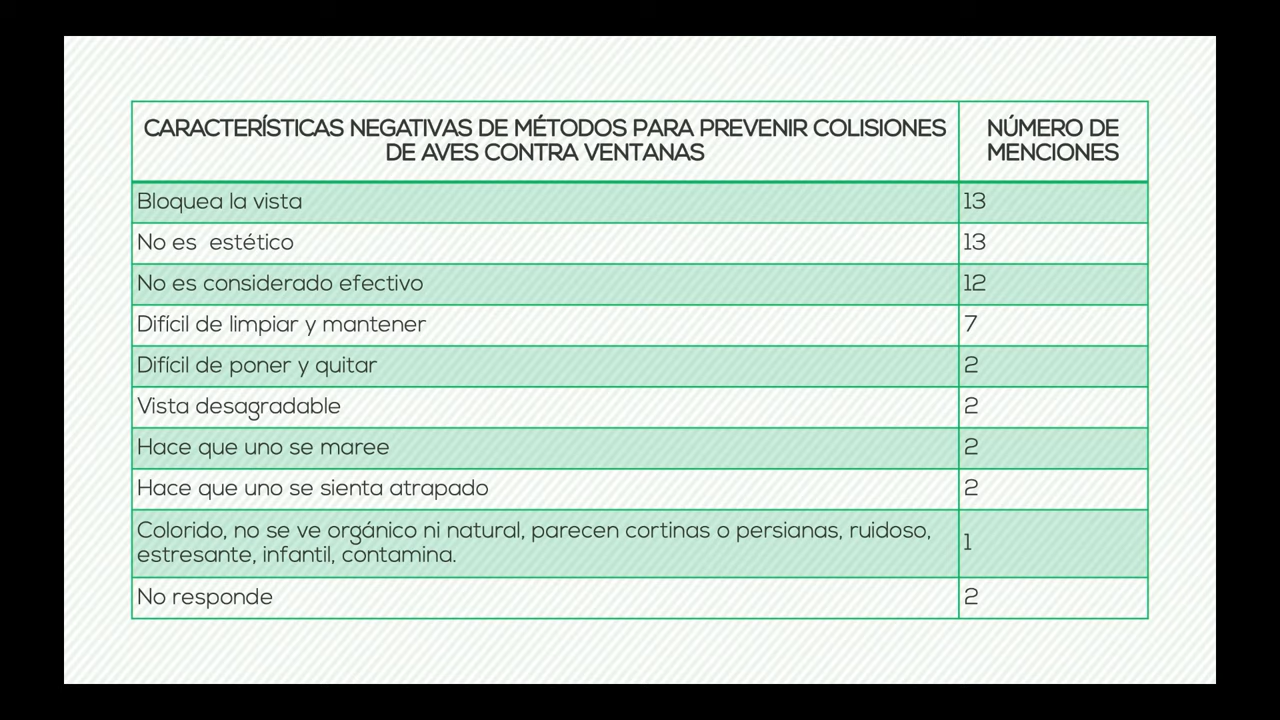 CARACTERÍSTICAS NEGATIVAS DE MÉTODOS PARA PREVENIR COLISIONES
DE AVES CONTRA VENTANAS
NÚMERO DE
MENCIONES
Bloquea la vista 13
No es estético 13
No es considerado efectivo 12
Difícil de limpiar y mantener 7
Difícil de poner y quitar 2
Vista desagradable 2
Hace que uno se maree 2
Hace que uno se sienta atrapado 2
Colorido, no se ve orgánico ni natural, parecen cortinas o persianas, ruidoso,
estresante, infantil, contamina.
1
No responde 2